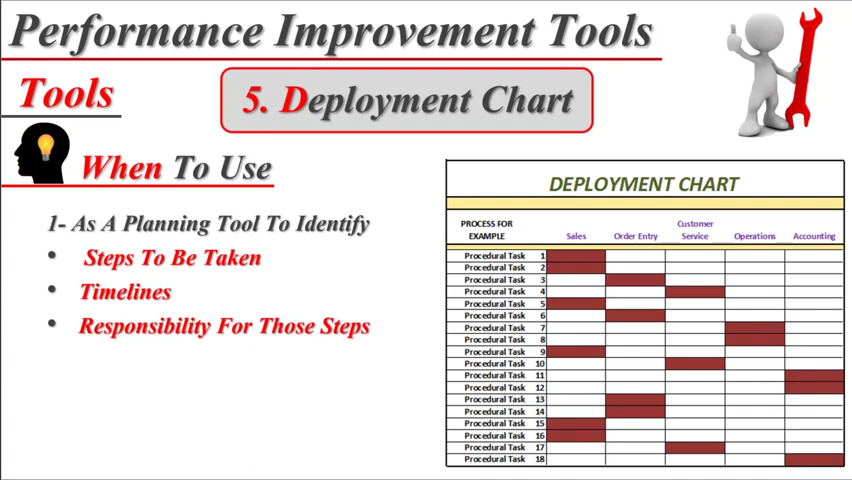 Performance Improvement Tools
Tools
5. Deployment Chart
When To Use
1- As A Planning Tool To Identify
• Steps To Be Taken
• Timelines
• Responsibility For Those Steps
DEPLOYMENT CHART
PROCESS FOR EXAMPLE Sales Order Entry Customer Service Operations Accounting
Procedural Task 1
Procedural Task 2
Procedural Task 3
Procedural Task 4
Procedural Task 5
Procedural Task 6
Procedural Task 7
Procedural Task 8
Procedural Task 9
Procedural Task 10
Procedural Task 11
Procedural Task 12
Procedural Task 13
Procedural Task 14
Procedural Task 15
Procedural Task 16
Procedural Task 17
Procedural Task 18